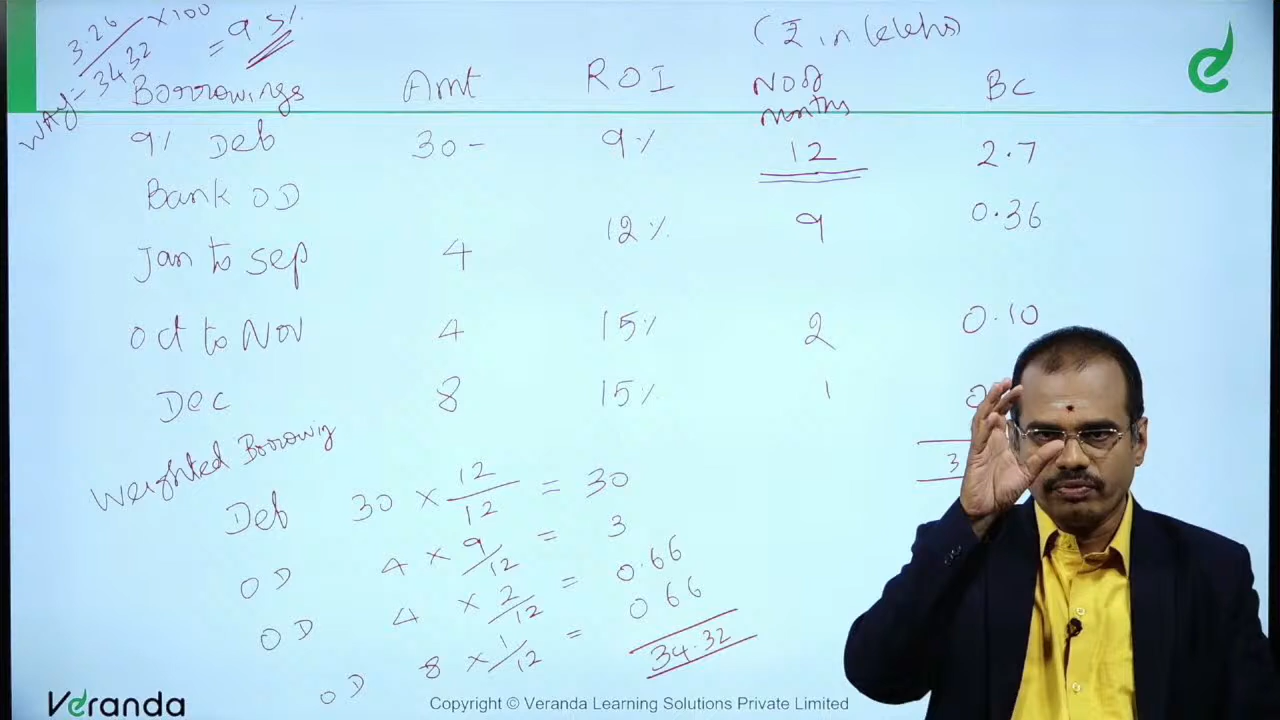 (₹ in lakhs)
WAy = 3.26/3432 × 100 = 9.5%
Borrowings Amt ROI No of months BC
9% Deb 30 - 9% 12 2.7
Bank OD
Jan to Sep 4 12% 9 0.36
Oct to Nov 4 15% 2 0.10
Dec 8 15% 1 0
3
Weighted Borrowing
Deb 30 × 12/12 = 30
OD 4 × 9/12 = 3
OD 4 × 2/12 = 0.66
OD 8 × 1/12 = 0 66
34.32
Veranda
Copyright © Veranda Learning Solutions Private Limited